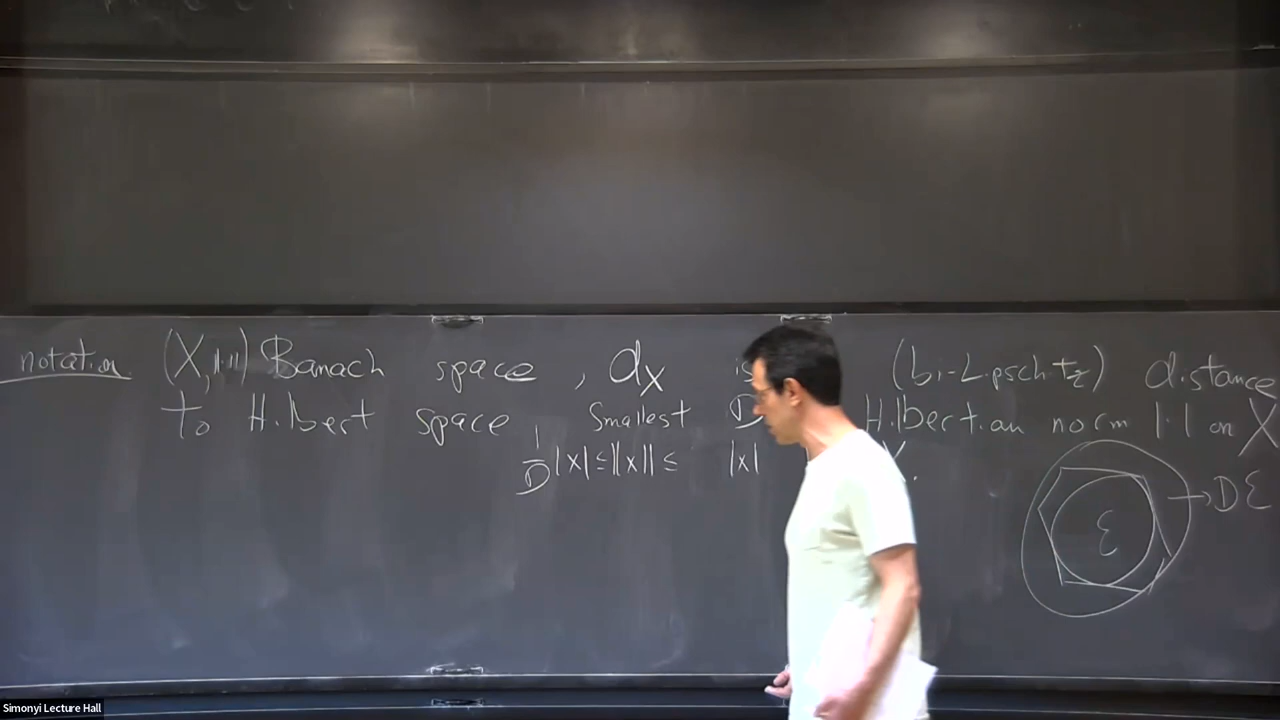 notation (X, ||·||) Banach space, d_X is (bi-Lipschitz) distance
to Hilbert space Smallest D Hilbertian norm |·| on X
1/D |x| ≤ ||x|| ≤ |x|
ε → Dε
Simonyi Lecture Hall